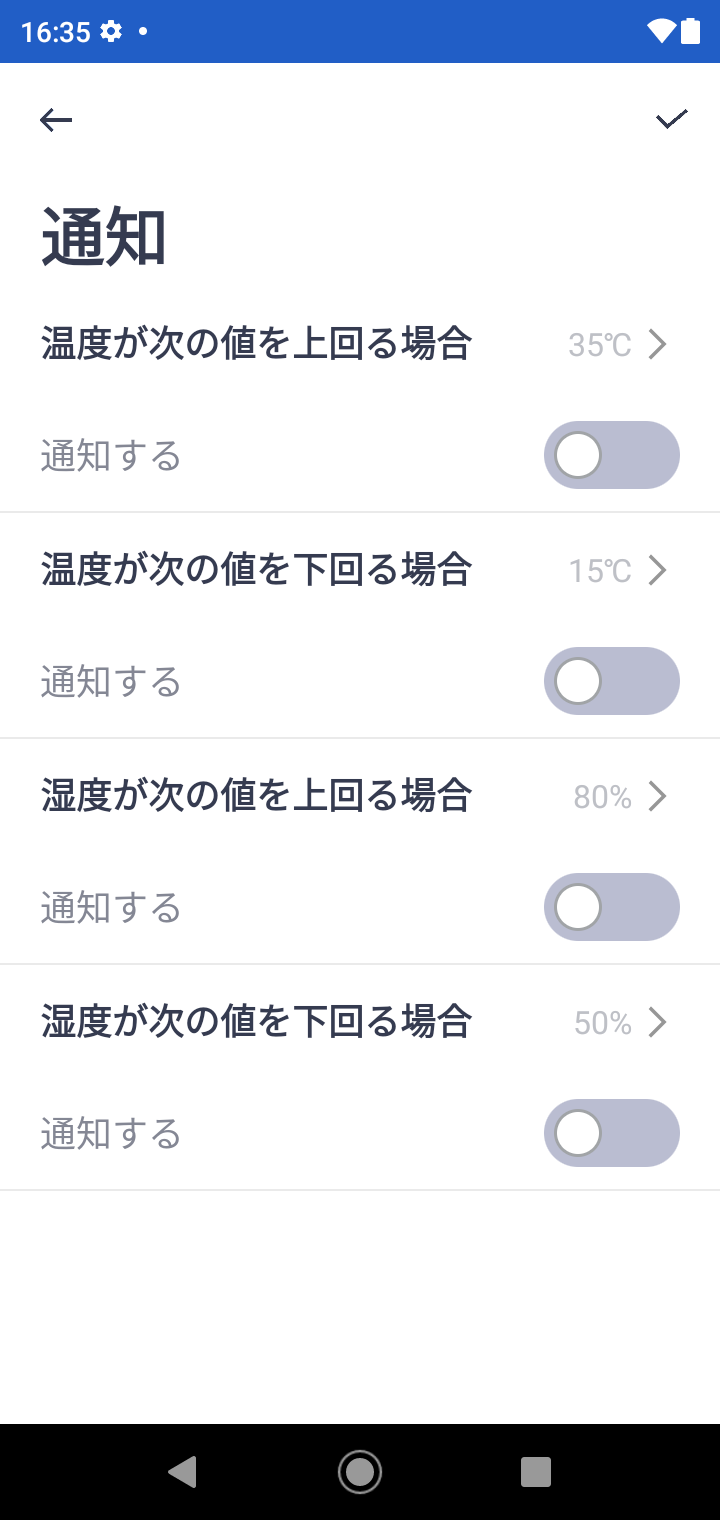 16:35
通知
温度が次の値を上回る場合 35℃
通知する
温度が次の値を下回る場合 15℃
通知する
湿度が次の値を上回る場合 80%
通知する
湿度が次の値を下回る場合 50%
通知する